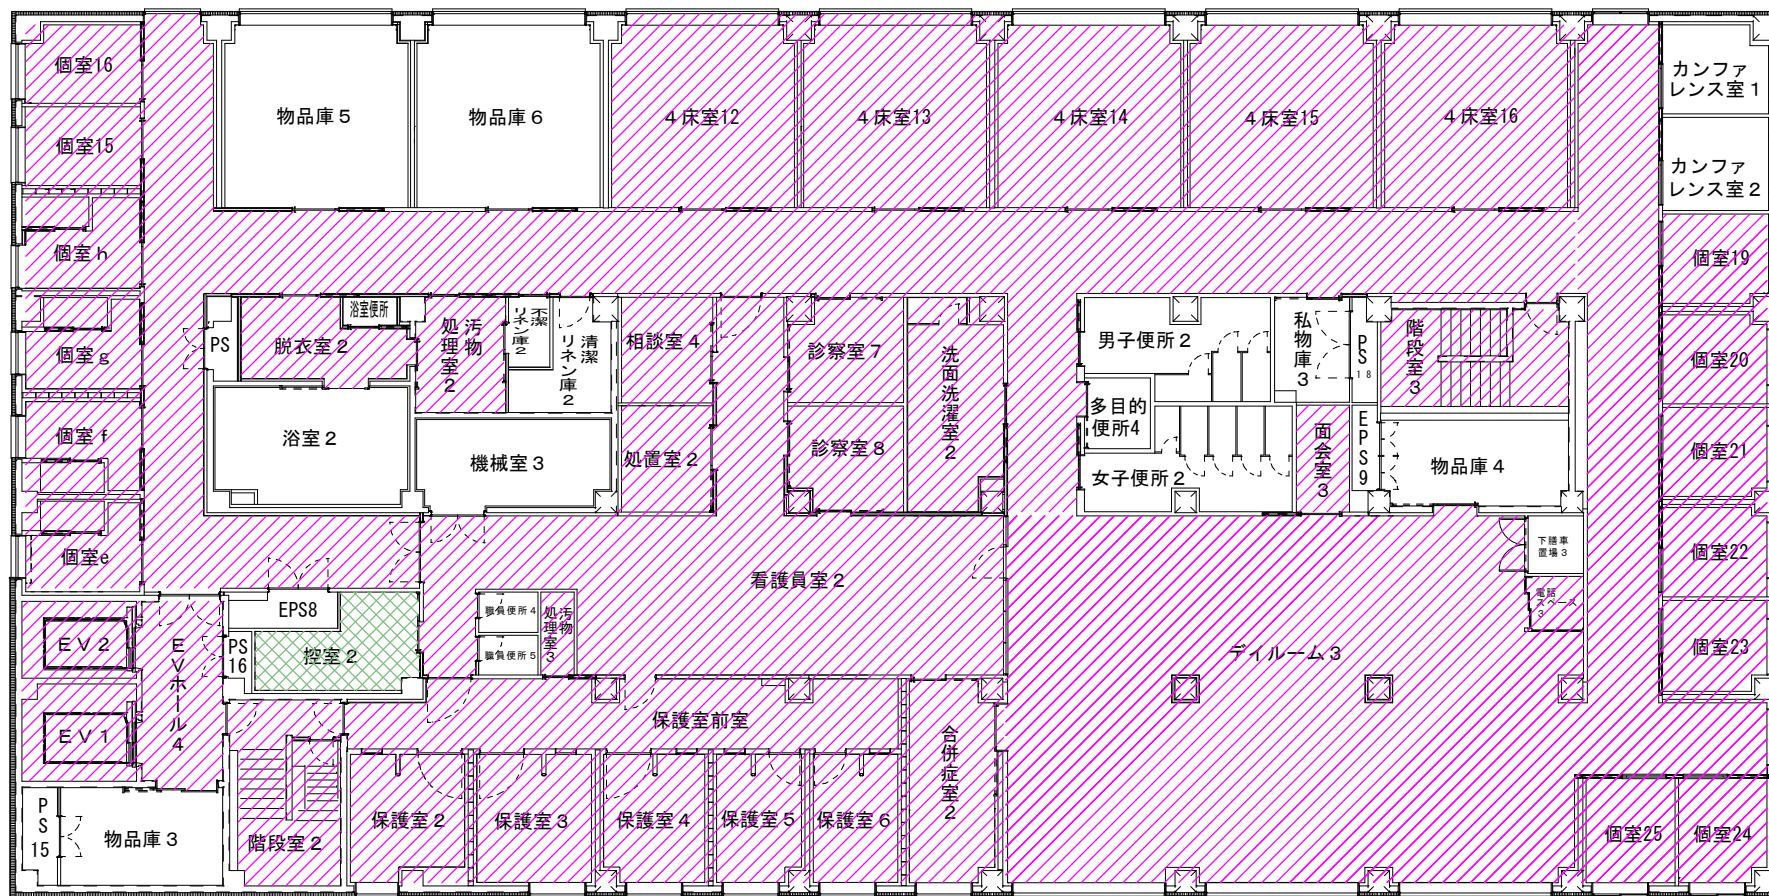 個室16
個室15
個室h
個室g
個室f
個室e
物品庫5
物品庫6
4床室12
4床室13
4床室14
4床室15
4床室16
カンファ
レンス室1
カンファ
レンス室2
個室19
個室20
個室21
個室22
個室23
個室24
個室25
PS
脱衣室2
浴室便所
汚物
処理室2
不潔
リネン庫2
清潔
リネン庫2
相談室4
診察室7
洗面洗濯室2
浴室2
機械室3
処置室2
診察室8
男子便所2
多目的
便所4
女子便所2
私物庫3
PS
18
階段室3
面会室3
EPS9
物品庫4
看護員室2
下膳車
置場3
電話
スペース
3
デイルーム3
EPS8
PS
16
控室2
職員便所4
職員便所5
汚物
処理室3
EV2
EV1
EVホール4
保護室前室
合併症室2
PS
15
物品庫3
階段室2
保護室2
保護室3
保護室4
保護室5
保護室6